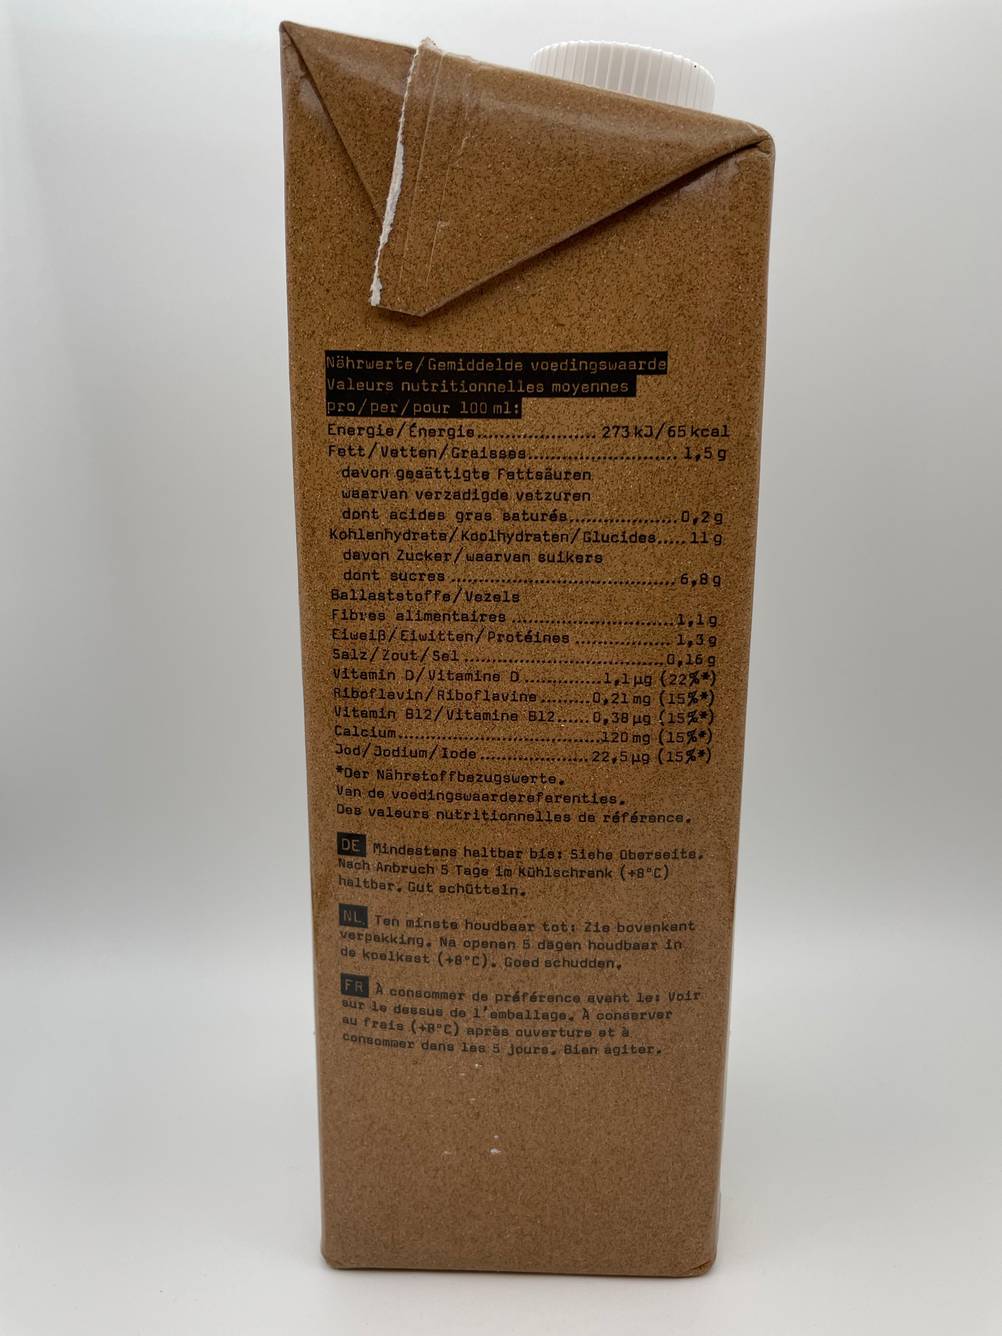 Nährwerte/Gemiddelde voedingswaarde
Valeurs nutritionnelles moyennes
pro/per/pour 100 ml:
Energie/Énergie.................... 273 kJ/65 kcal
Fett/Vetten/Graisses......................... 1,5 g
davon gesättigte Fettsäuren
waarvan verzadigde vetzuren
dont acides gras saturés...................0,2 g
Kohlenhydrate/Koolhydraten/Glucides..... 11 g
davon Zucker/waarvan suikers
dont sucres ......................................6,8 g
Ballaststoffe/Vezels
Fibres alimentaires ...........................1,1 g
Eiweiß/Eiwitten/Protéines ................1,3 g
Salz/Zout/Sel ...................................0,16 g
Vitamin D/Vitamine D .............1,1 µg (22%*)
Riboflavin/Riboflavine.........0,21 mg (15%*)
Vitamin B12/Vitamine B12......0,38 µg (15%*)
Calcium..................................120 mg (15%*)
Jod/Jodium/Iode.................. 22,5 µg (15%*)
*Der Nährstoffbezugswerte.
Van de voedingswaardereferenties.
Des valeurs nutritionnelles de référence.
DE Mindestens haltbar bis: Siehe Oberseite.
Nach Anbruch 5 Tage im Kühlschrank (+8°C)
haltbar. Gut schütteln.
NL Ten minste houdbaar tot: Zie bovenkant
verpakking. Na openen 5 dagen houdbaar in
de koelkast (+8°C). Goed schudden.
FR À consommer de préférence avant le: Voir
sur le dessus de l'emballage. À conserver
au frais (+8°C) après ouverture et à
consommer dans les 5 jours. Bien agiter.